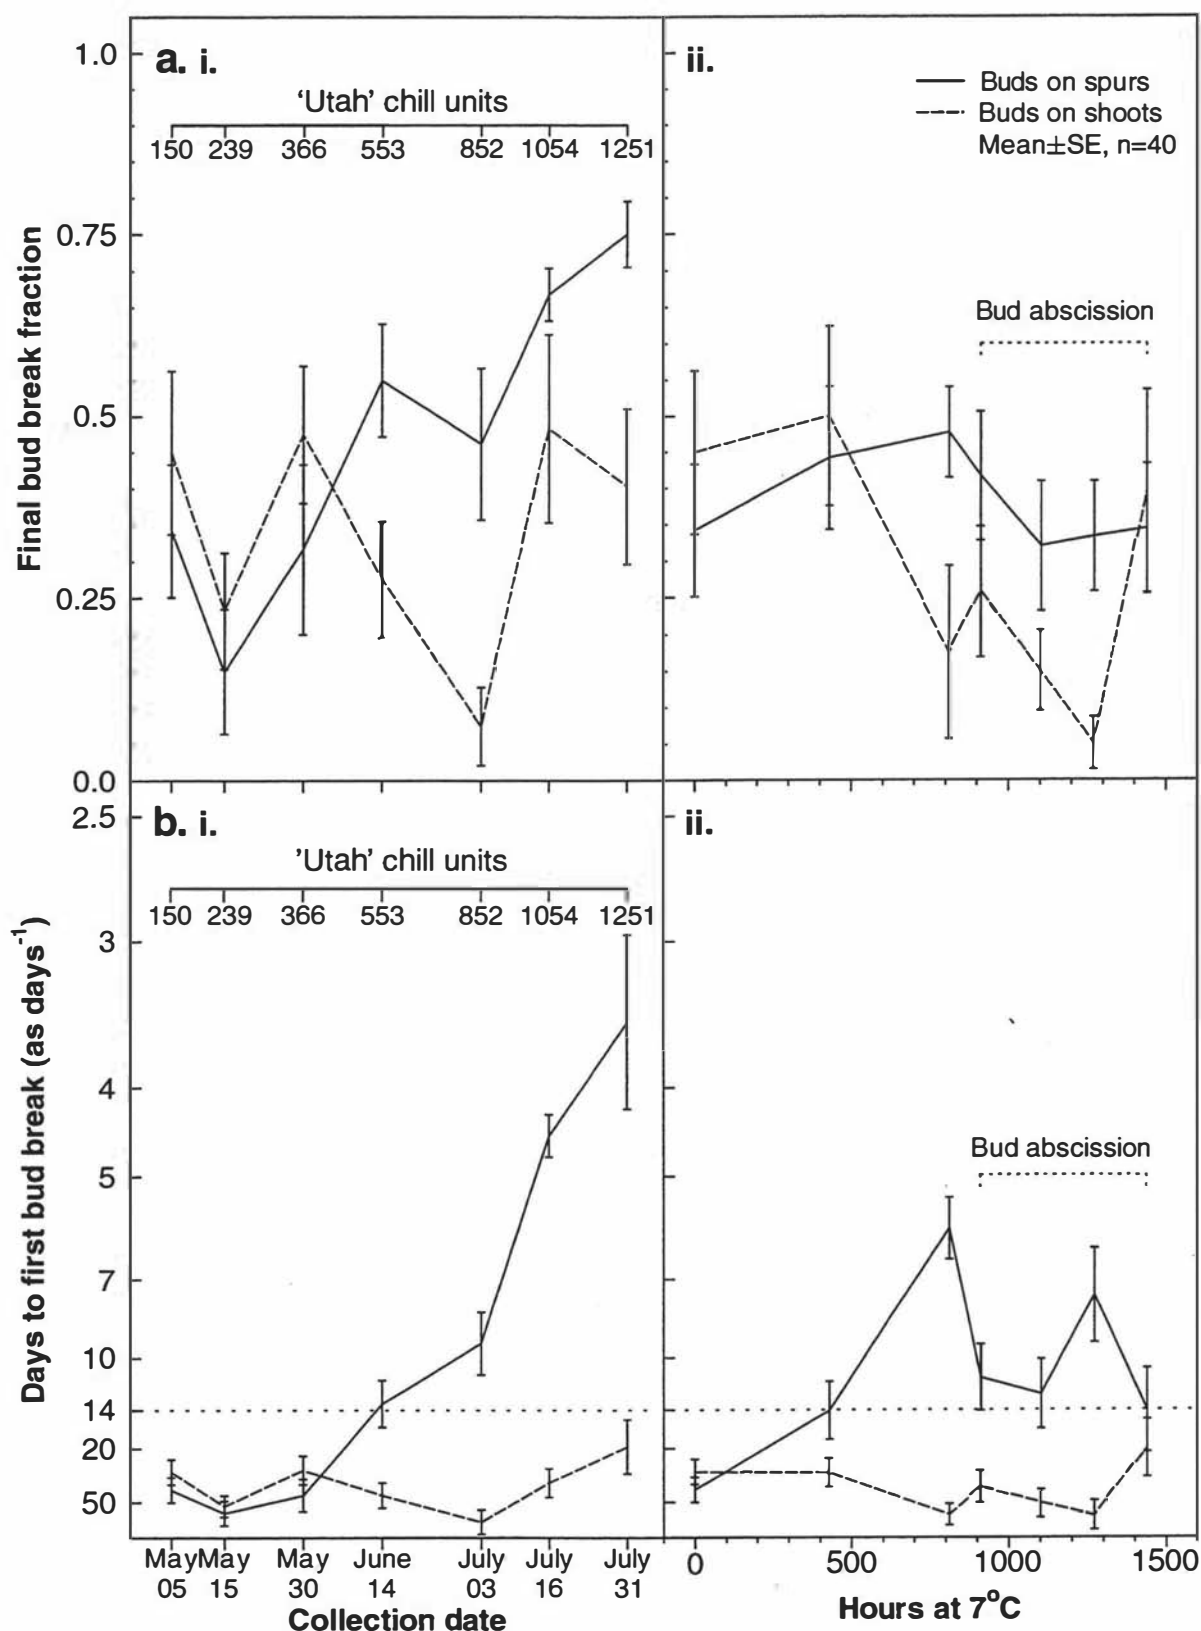 a. i.
ii.
'Utah' chill units
150 239 366 553 852 1054 1251
Buds on spurs
Buds on shoots
Mean±SE, n=40
Bud abscission
1.0
0.75
0.5
0.25
0.0
Final bud break fraction
b. i.
ii.
'Utah' chill units
150 239 366 553 852 1054 1251
Bud abscission
2.5
3
4
5
7
10
14
20
50
Days to first bud break (as days⁻¹)
May 05
May 15
May 30
June 14
July 03
July 16
July 31
Collection date
0 500 1000 1500
Hours at 7°C